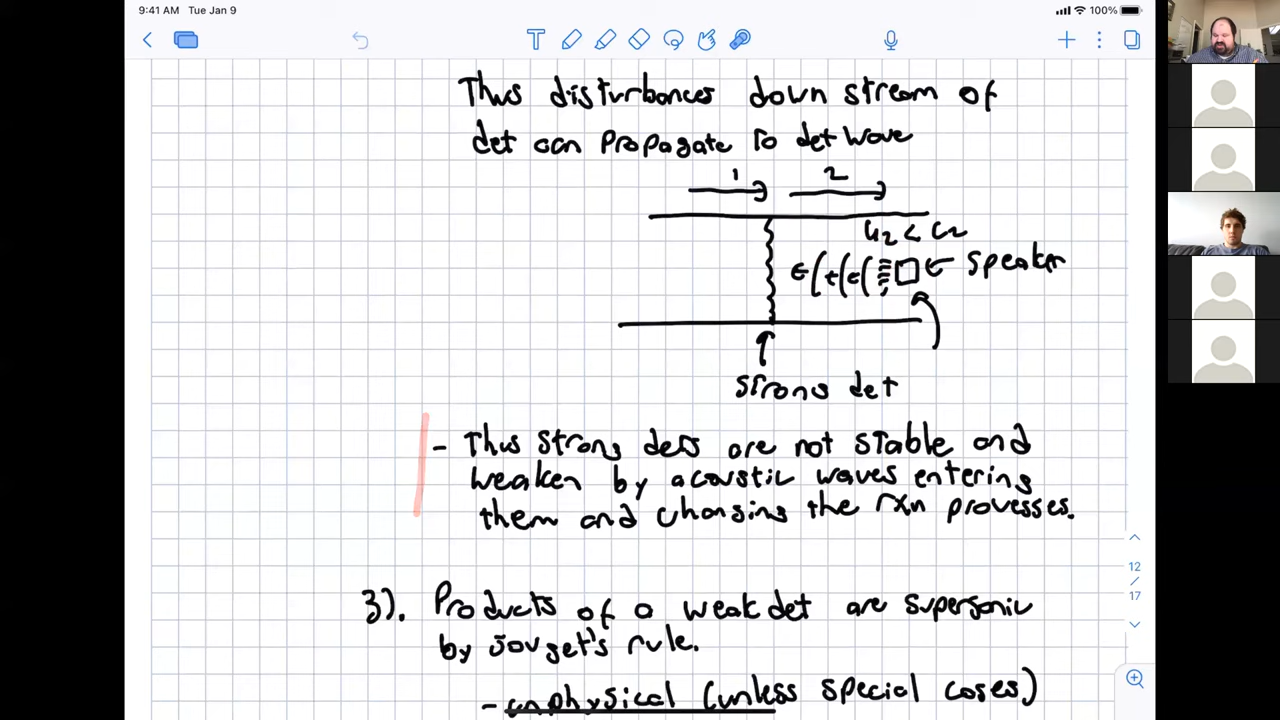 9:41 AM Tue Jan 9
100%
Thus disturbances down stream of
det can propagate to det wave
1 2
u2 < c2
speaker
strong det
- Thus strong dets are not stable and
weaken by acoustic waves entering
them and changing the rxn processes.
12
/
17
3). Products of a weak det are supersonic
by Jouget's rule.
- unphysical (unless special cases)